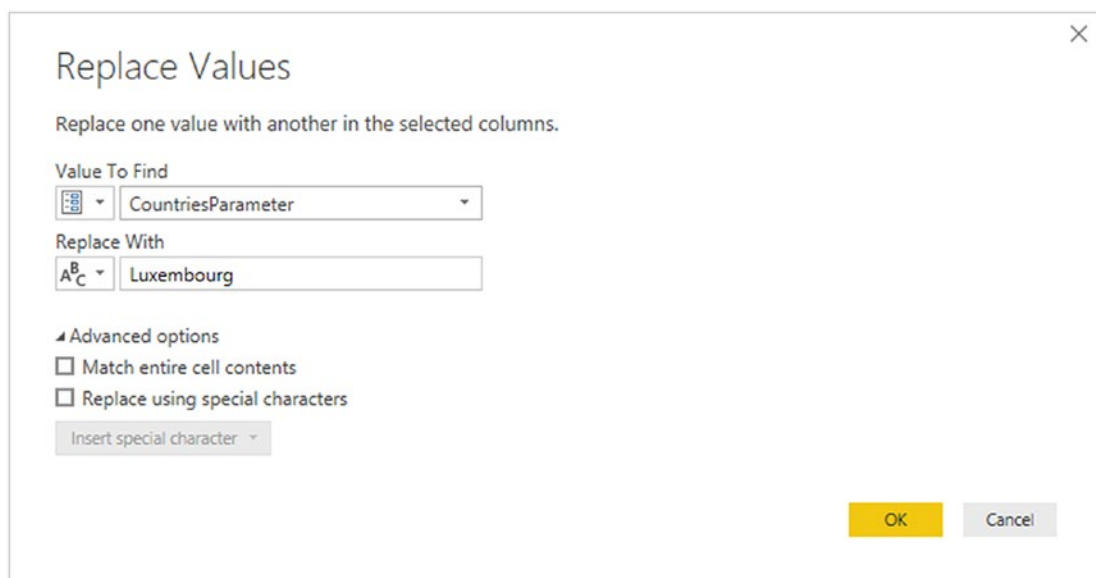 Replace Values
Replace one value with another in the selected columns.
Value To Find
CountriesParameter
Replace With
ABC Luxembourg
Advanced options
Match entire cell contents
Replace using special characters
Insert special character
OK Cancel